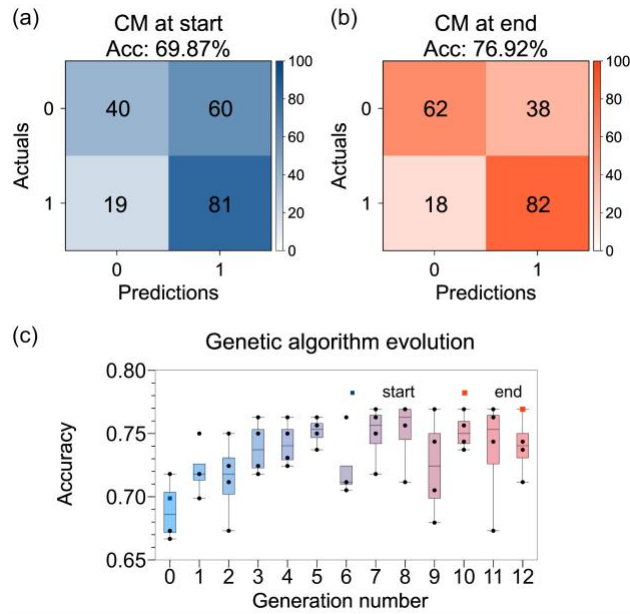 (a)
CM at start
Acc: 69.87%
Actuals
0
1
40
60
19
81
0
1
Predictions
100
80
60
40
20
0
(b)
CM at end
Acc: 76.92%
Actuals
0
1
62
38
18
82
0
1
Predictions
100
80
60
40
20
0
(c)
Genetic algorithm evolution
start
end
Accuracy
0.80
0.75
0.70
0.65
0 1 2 3 4 5 6 7 8 9 10 11 12
Generation number